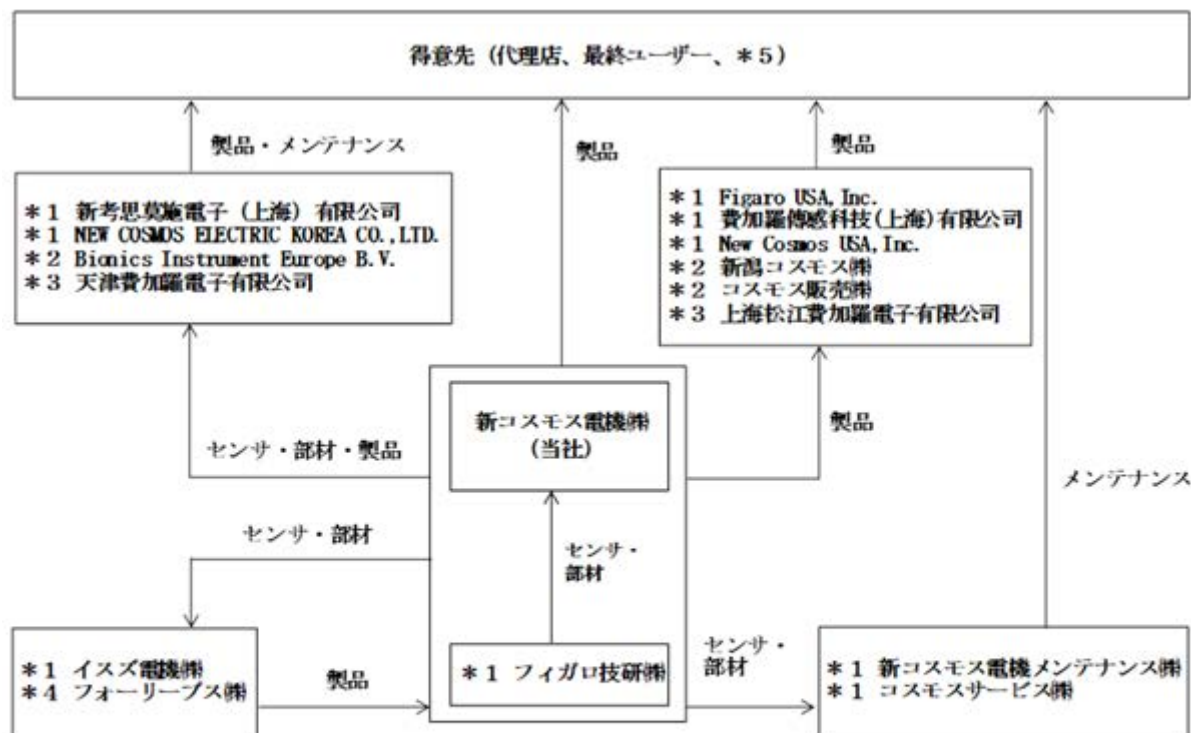 得意先（代理店、最終ユーザー、＊５）
製品・メンテナンス
製品
製品
＊１ 新考思莫施電子（上海）有限公司
＊１ NEW COSMOS ELECTRIC KOREA CO.,LTD.
＊２ Bionics Instrument Europe B.V.
＊３ 天津費加羅電子有限公司
＊１ Figaro USA,Inc.
＊１ 費加羅傳感科技(上海)有限公司
＊１ New Cosmos USA,Inc.
＊２ 新潟コスモス㈱
＊２ コスモス販売㈱
＊３ 上海松江費加羅電子有限公司
新コスモス電機㈱
（当社）
センサ・部材・製品
製品
メンテナンス
センサ・部材
センサ・
部材
＊１ イスズ電機㈱
＊４ フォーリーブス㈱
製品
＊１ フィガロ技研㈱
センサ・
部材
＊１ 新コスモス電機メンテナンス㈱
＊１ コスモスサービス㈱